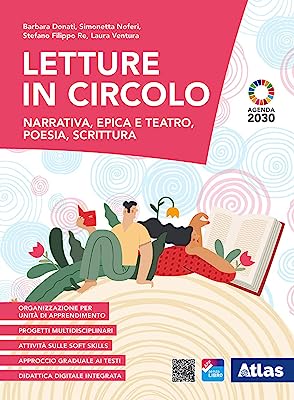 Barbara Donati, Simonetta Noferi,
Stefano Filippo Re, Laura Ventura
LETTURE
IN CIRCOLO
NARRATIVA, EPICA E TEATRO,
POESIA, SCRITTURA
AGENDA
2030
ORGANIZZAZIONE PER
UNITÀ DI APPRENDIMENTO
PROGETTI MULTIDISCIPLINARI
ATTIVITÀ SULLE SOFT SKILLS
APPROCCIO GRADUALE AI TESTI
DIDATTICA DIGITALE INTEGRATA
LIBRO
Atlas